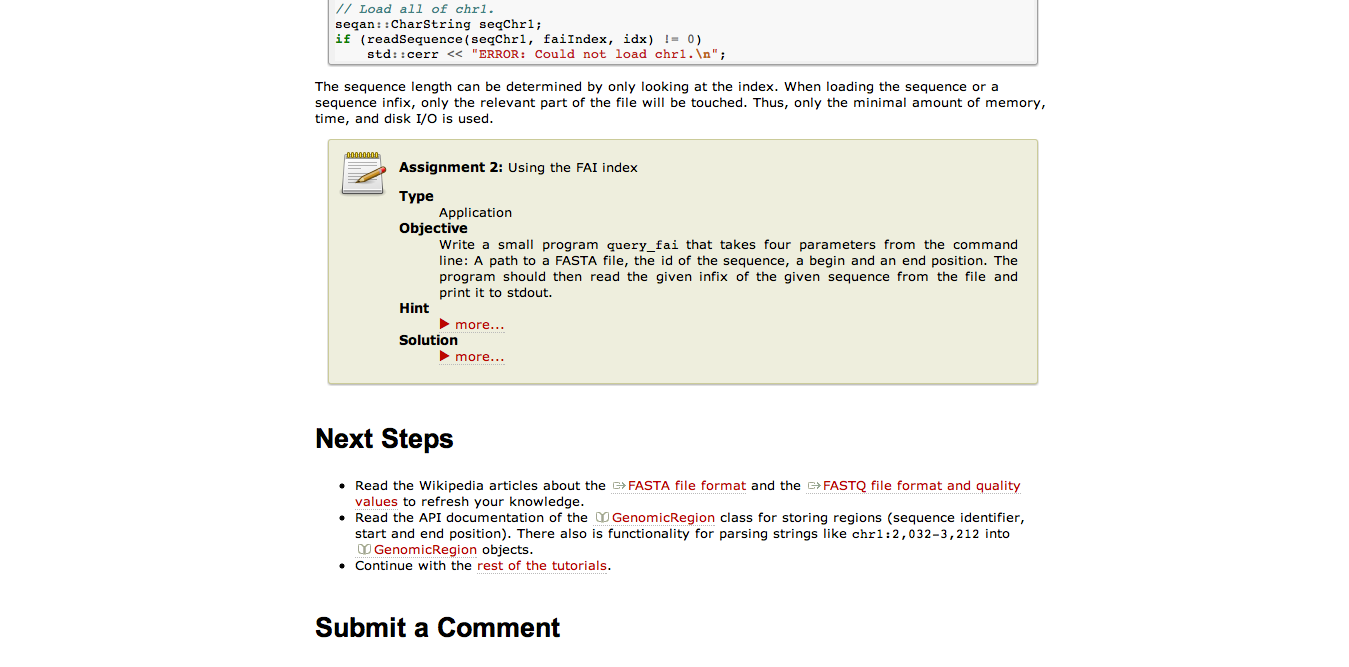 // Load all of chr1.
seqan::CharString seqChr1;
if (readSequence(seqChr1, faiIndex, idx) != 0)
    std::cerr << "ERROR: Could not load chr1.\n";
The sequence length can be determined by only looking at the index. When loading the sequence or a
sequence infix, only the relevant part of the file will be touched. Thus, only the minimal amount of memory,
time, and disk I/O is used.
Assignment 2: Using the FAI index
Type
Application
Objective
Write a small program query_fai that takes four parameters from the command
line: A path to a FASTA file, the id of the sequence, a begin and an end position. The
program should then read the given infix of the given sequence from the file and
print it to stdout.
Hint
more...
Solution
more...
Next Steps
• Read the Wikipedia articles about the FASTA file format and the FASTQ file format and quality
values to refresh your knowledge.
• Read the API documentation of the GenomicRegion class for storing regions (sequence identifier,
start and end position). There also is functionality for parsing strings like chr1:2,032-3,212 into
GenomicRegion objects.
• Continue with the rest of the tutorials.
Submit a Comment